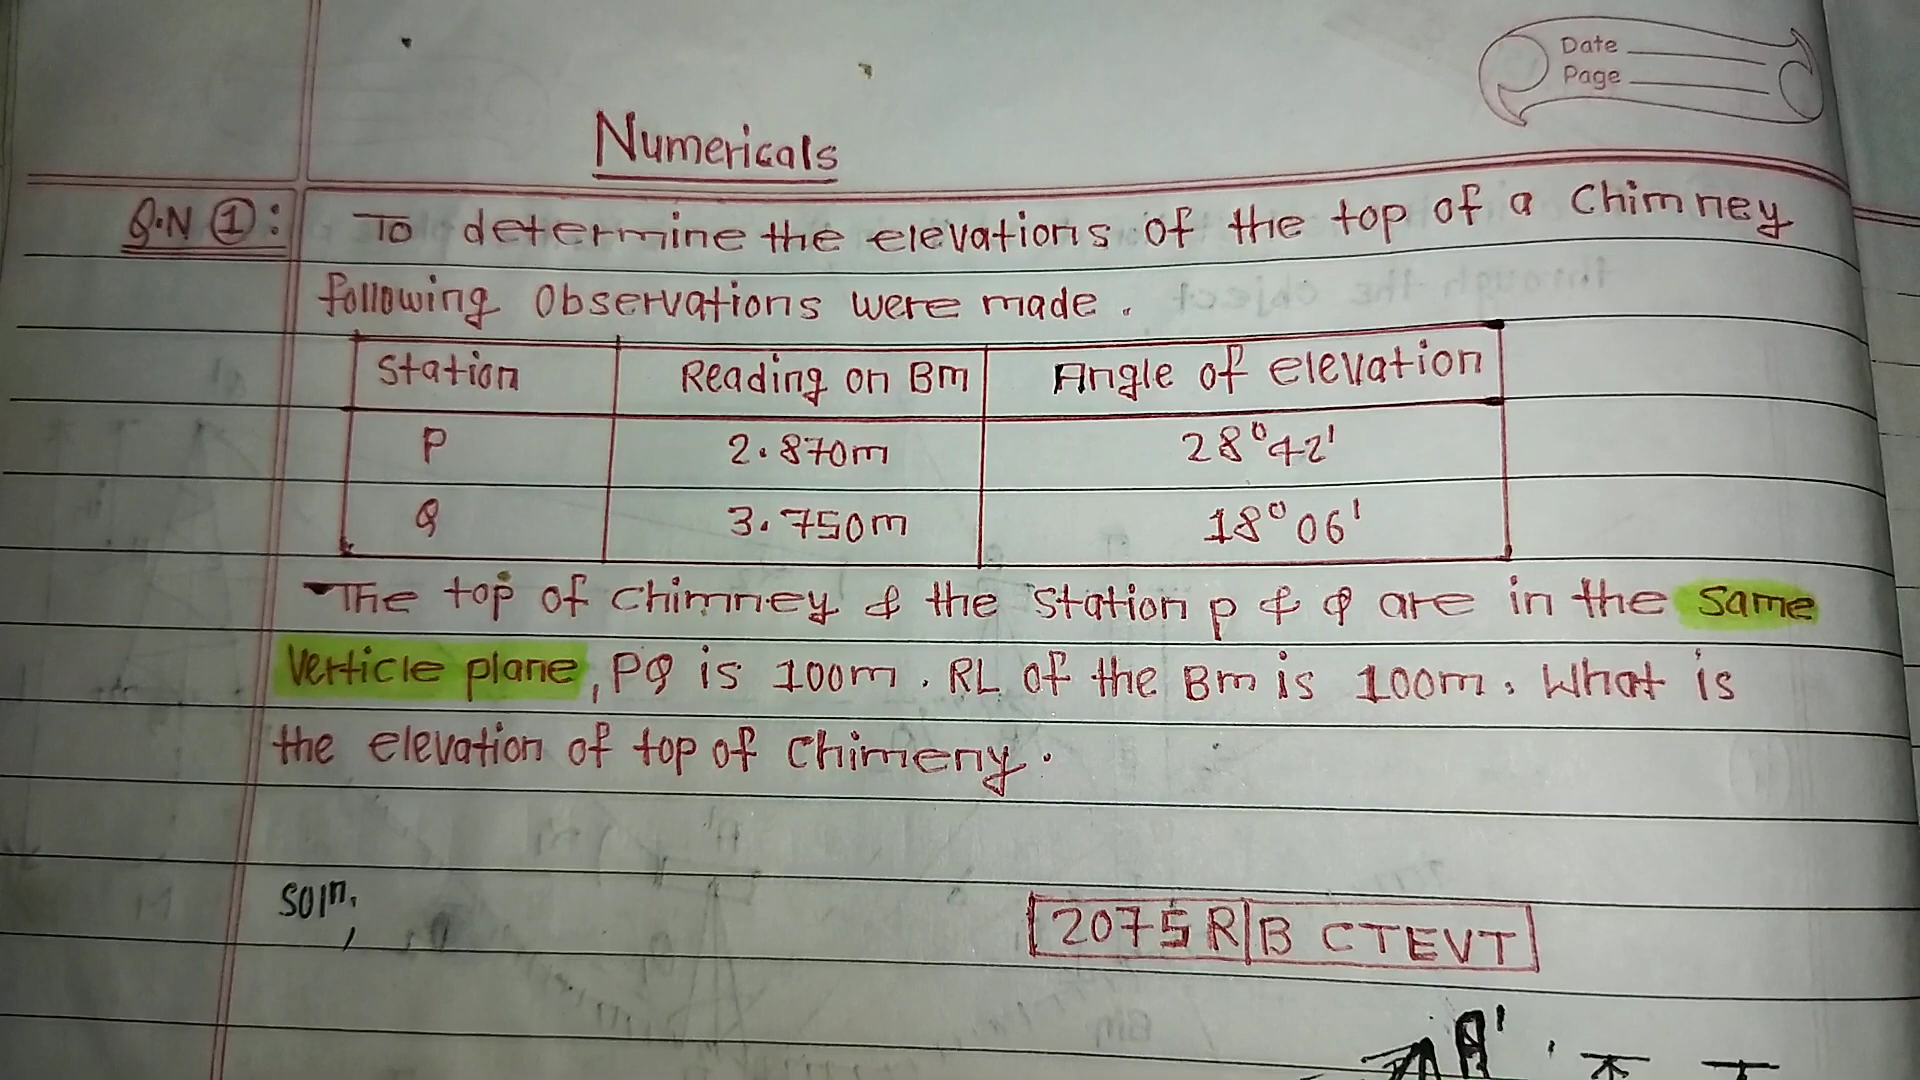 Date
Page
Numericals
Q.N ①: To determine the elevations of the top of a Chimney
following observations were made.
Station Reading on Bm Angle of elevation
P 2.870m 28°42'
Q 3.750m 18°06'
The top of chimney & the station p & q are in the same
verticle plane, PQ is 100m. RL of the Bm is 100m. What is
the elevation of top of Chimeny.
soln,
2075 R/B CTEVT
A'